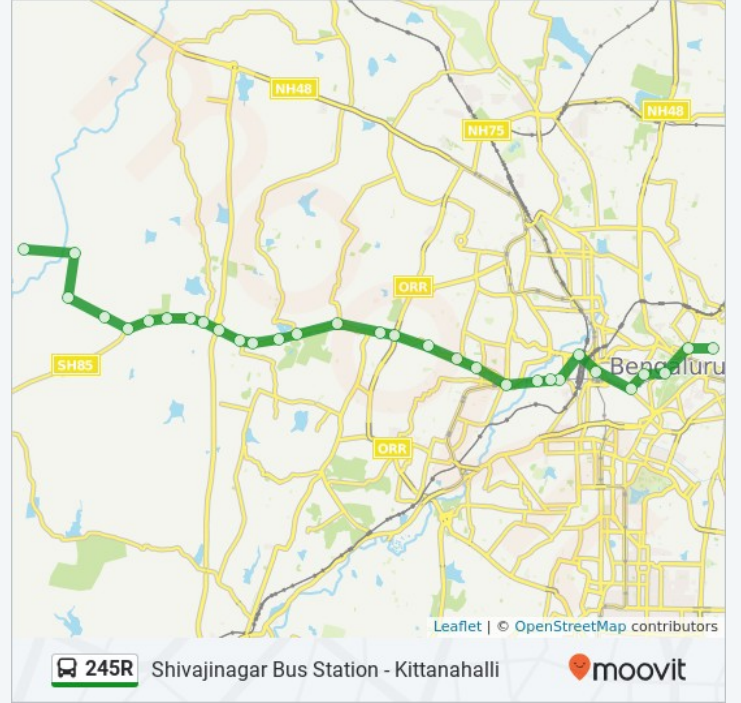 NH48
NH48
NH75
ORR
SH85
Bengaluru
ORR
Leaflet | © OpenStreetMap contributors
245R Shivajinagar Bus Station - Kittanahalli moovit